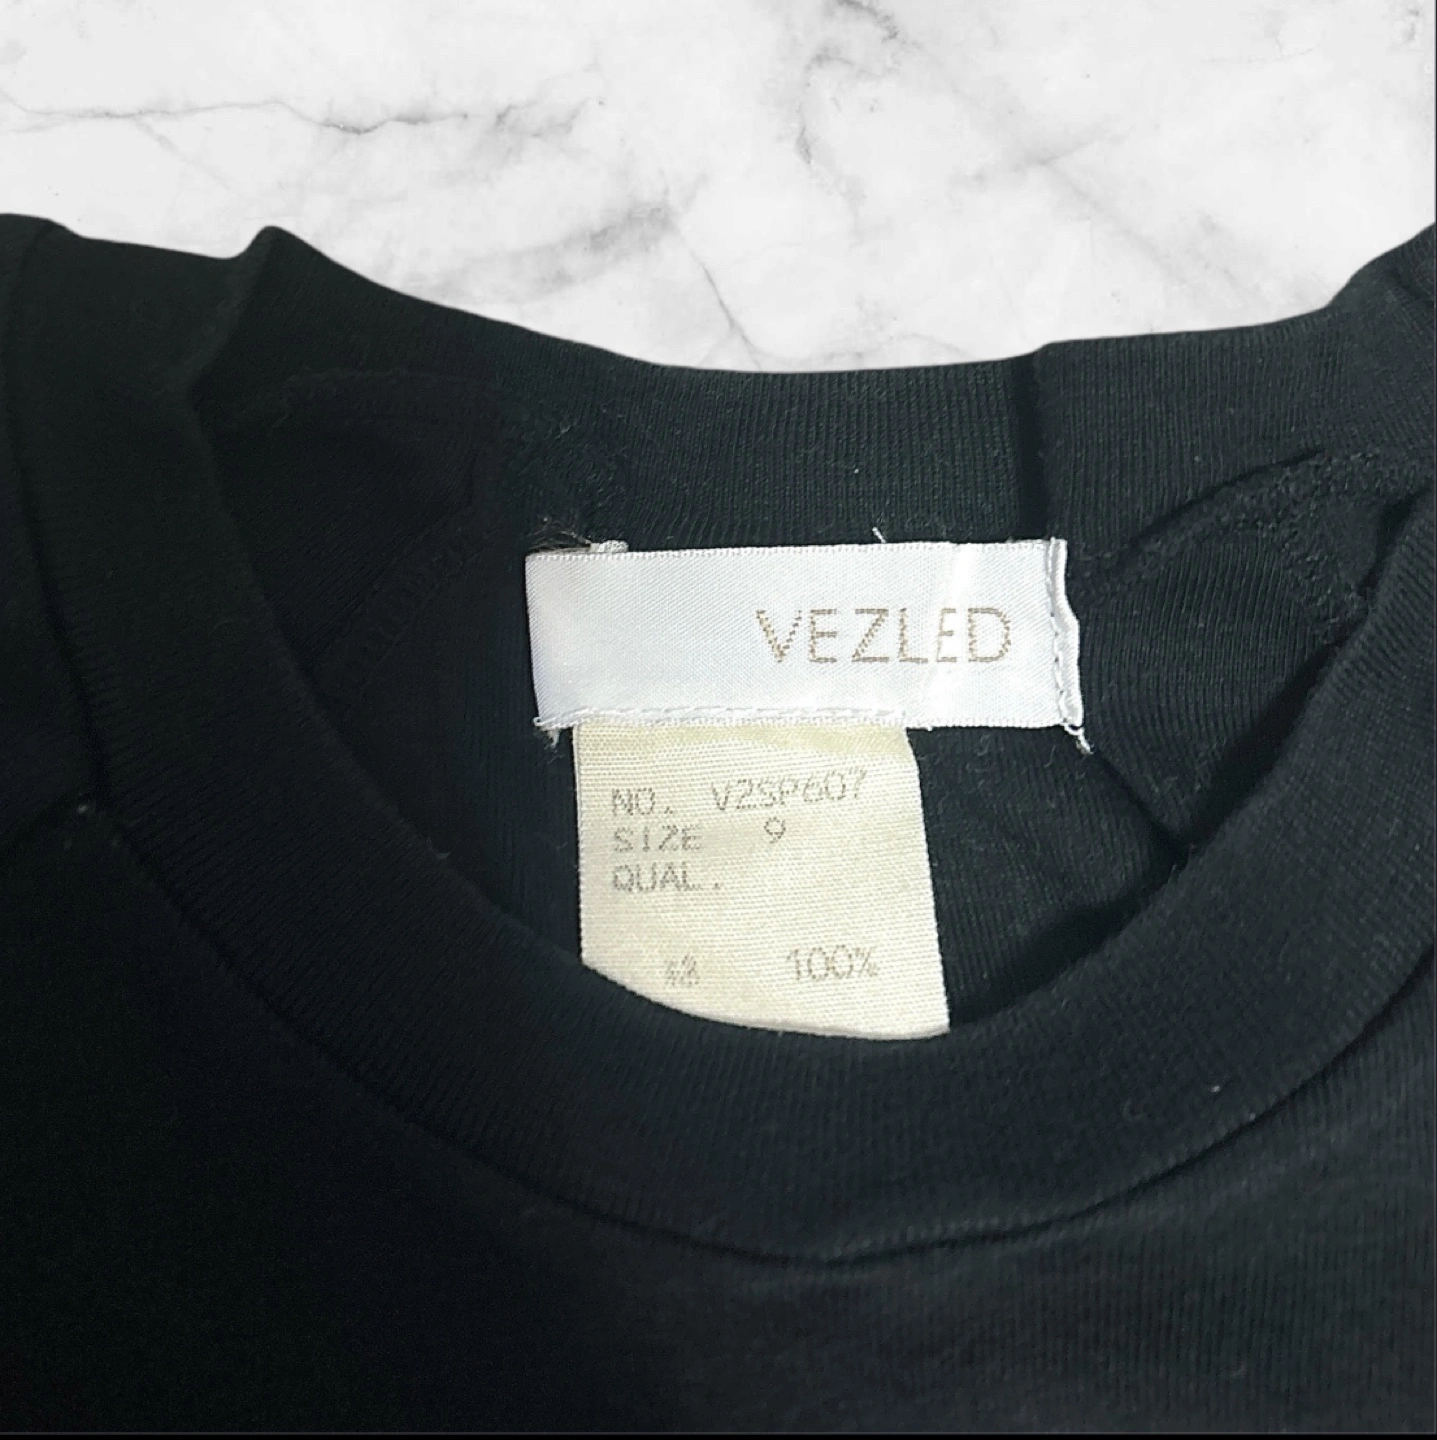 VEZLED
NO. V2SP607
SIZE 9
QUAL.
100%